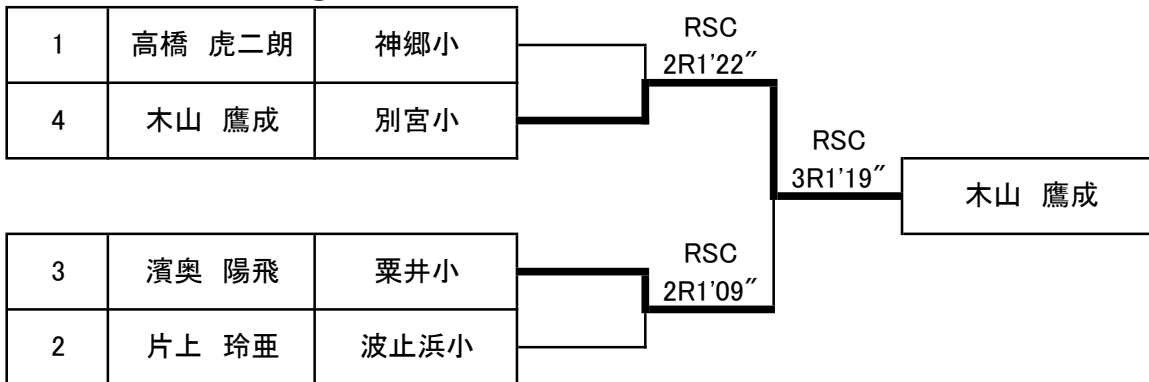 1 高橋 虎二朗 神郷小
RSC
2R1'22″
4 木山 鷹成 別宮小
RSC
3R1'19″
木山 鷹成
3 濱奥 陽飛 粟井小
RSC
2R1'09″
2 片上 玲亜 波止浜小